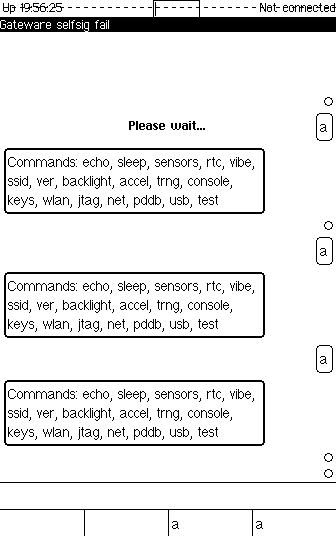 Up 19:56:25 Not connected
Gateware selfsig fail
Please wait...
a
Commands: echo, sleep, sensors, rtc, vibe,
ssid, ver, backlight, accel, trng, console,
keys, wlan, jtag, net, pddb, usb, test
a
Commands: echo, sleep, sensors, rtc, vibe,
ssid, ver, backlight, accel, trng, console,
keys, wlan, jtag, net, pddb, usb, test
a
Commands: echo, sleep, sensors, rtc, vibe,
ssid, ver, backlight, accel, trng, console,
keys, wlan, jtag, net, pddb, usb, test
a a